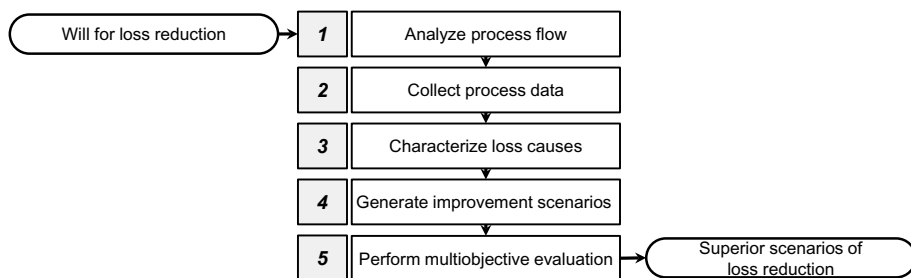 Will for loss reduction
1 Analyze process flow
2 Collect process data
3 Characterize loss causes
4 Generate improvement scenarios
5 Perform multiobjective evaluation
Superior scenarios of
loss reduction